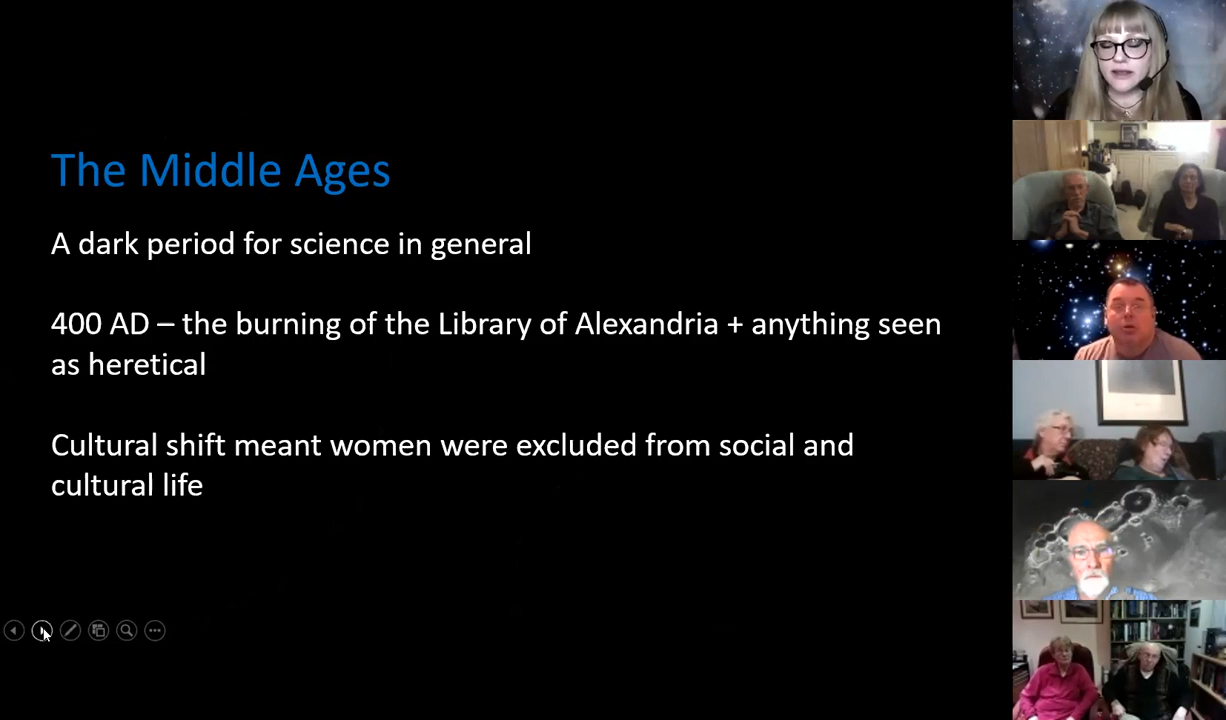 The Middle Ages
A dark period for science in general
400 AD – the burning of the Library of Alexandria + anything seen
as heretical
Cultural shift meant women were excluded from social and
cultural life